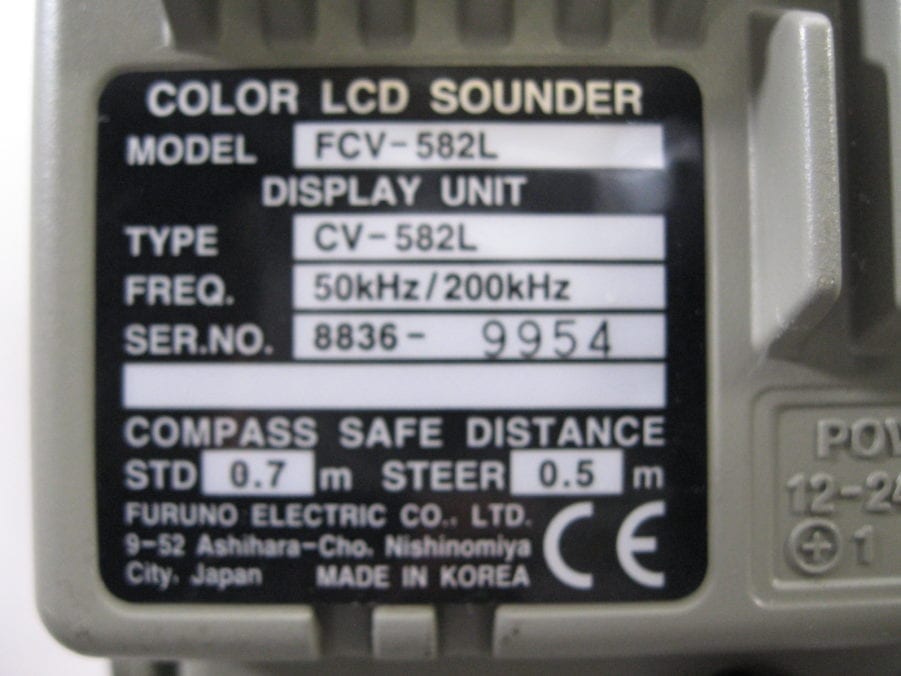 COLOR LCD SOUNDER
MODEL FCV-582L
DISPLAY UNIT
TYPE CV-582L
FREQ. 50kHz/200kHz
SER.NO. 8836- 9954
COMPASS SAFE DISTANCE
STD 0.7 m STEER 0.5 m
FURUNO ELECTRIC CO., LTD.
9-52 Ashihara-Cho, Nishinomiya
City, Japan MADE IN KOREA
CE
12-24
1